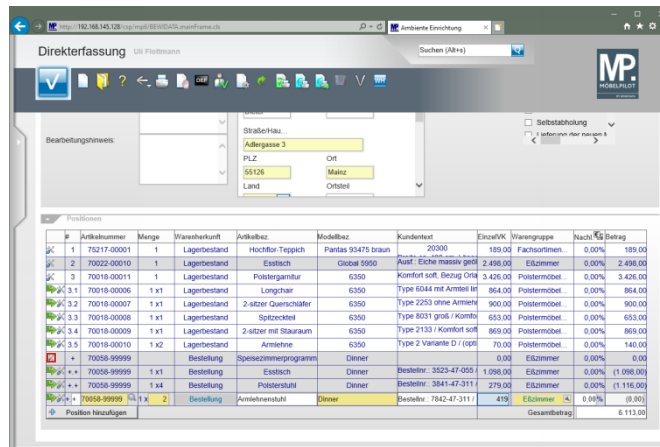 http://192.168.145.128/csp/mp8/BEWIDATA.mainFrame.cls
Ambiente Einrichtung
Direkterfassung Uli Flottmann
Suchen (Alt+s)
MP.
MÖBELPILOT
DEF
Selbstabholung
Lieferung der neuen M
Bearbeitungshinweis:
Straße/Hau...
Adlergasse 3
PLZ Ort
55126 Mainz
Land Ortsteil
Positionen
# Artikelnummer Menge Warenherkunft Artikelbez. Modellbez. Kundentext EinzelVK Warengruppe Nachl. Betrag
1 75217-00001 1 Lagerbestand Hochflor-Teppich Pantas 93475 braun 20300 189,00 Fachsortimen... 0,00% 189,00
2 70022-00010 1 Lagerbestand Esstisch Global 5950 Ausf.: Eiche massiv geöl 2.498,00 Eßzimmer 0,00% 2.498,00
3 70018-00011 1 Lagerbestand Polstergarnitur 6350 Komfort soft, Bezug Orla 3.426,00 Polstermöbel... 0,00% 3.426,00
3.1 70018-00006 1 x1 Lagerbestand Longchair 6350 Type 6044 mit Armteil lin 864,00 Polstermöbel... 0,00% 864,00
3.2 70018-00007 1 x1 Lagerbestand 2-sitzer Querschläfer 6350 Type 2253 ohne Armlehn 900,00 Polstermöbel... 0,00% 900,00
3.3 70018-00008 1 x1 Lagerbestand Spitzeckteil 6350 Type 8031 groß / Komfo 653,00 Polstermöbel... 0,00% 653,00
3.4 70018-00009 1 x1 Lagerbestand 2-sitzer mit Stauraum 6350 Type 2133 / Komfort soft 869,00 Polstermöbel... 0,00% 869,00
3.5 70018-00010 1 x2 Lagerbestand Armlehne 6350 Type 2 Variante D / (opti 70,00 Polstermöbel... 0,00% 140,00
+ 70058-99999 Bestellung Speisezimmerprogramm Dinner 0,00 Eßzimmer 0,00% 0,00
+.+ 70058-99999 1 x1 Bestellung Esstisch Dinner Bestellnr.: 3523-47-055 / 1.098,00 Eßzimmer 0,00% (1.098,00)
+.+ 70058-99999 1 x4 Bestellung Polsterstuhl Dinner Bestellnr.: 3841-47-311 / 279,00 Eßzimmer 0,00% (1.116,00)
+ + 70058-99999 1 x 2 Bestellung Armlehnenstuhl Dinner Bestellnr.: 7842-47-311 / 419 Eßzimmer 0,00% (0,00)
Position hinzufügen Gesamtbetrag: 6.113,00